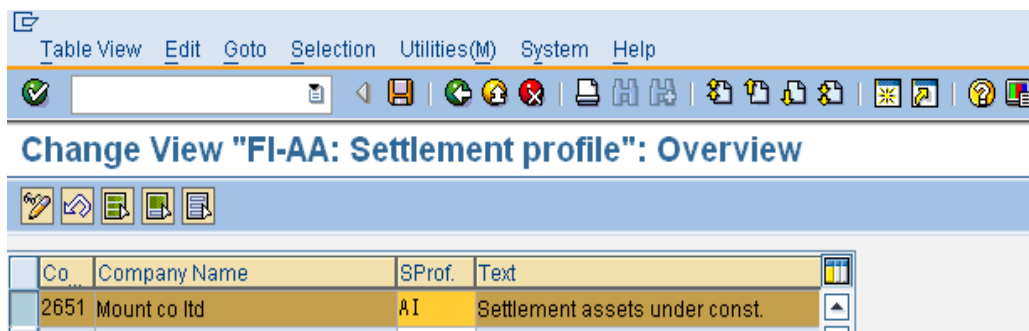 Table View Edit Goto Selection Utilities(M) System Help
Change View "FI-AA: Settlement profile": Overview
Co... Company Name SProf. Text
2651 Mount co ltd AI Settlement assets under const.